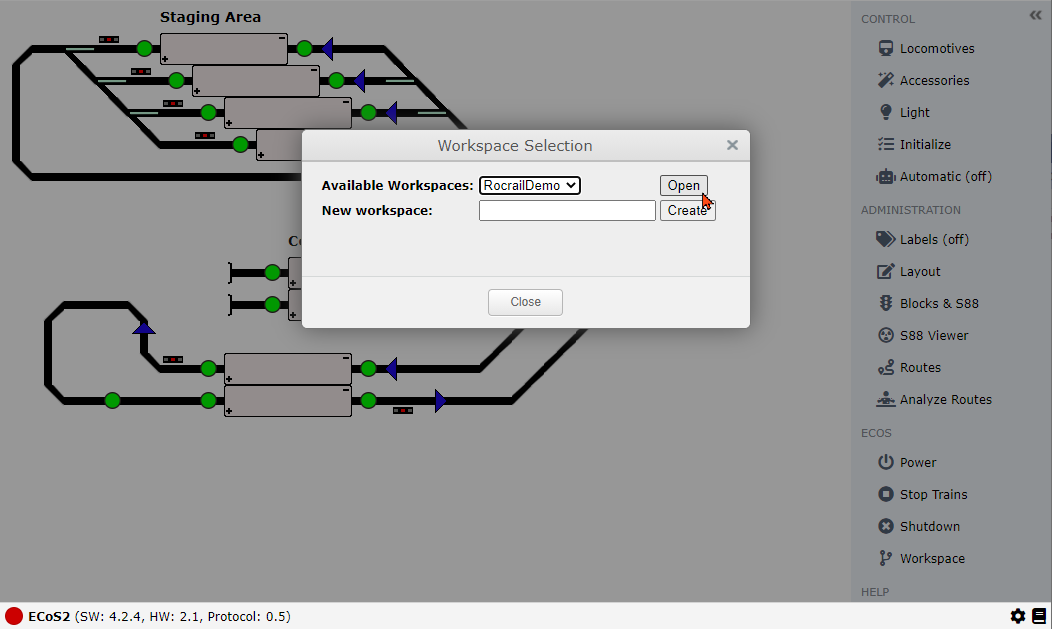 Staging Area
Workspace Selection
Available Workspaces: RocrailDemo Open
New workspace: Create
Close
CONTROL
Locomotives
Accessories
Light
Initialize
Automatic (off)
ADMINISTRATION
Labels (off)
Layout
Blocks & S88
S88 Viewer
Routes
Analyze Routes
ECOS
Power
Stop Trains
Shutdown
Workspace
HELP
ECoS2 (SW: 4.2.4, HW: 2.1, Protocol: 0.5)